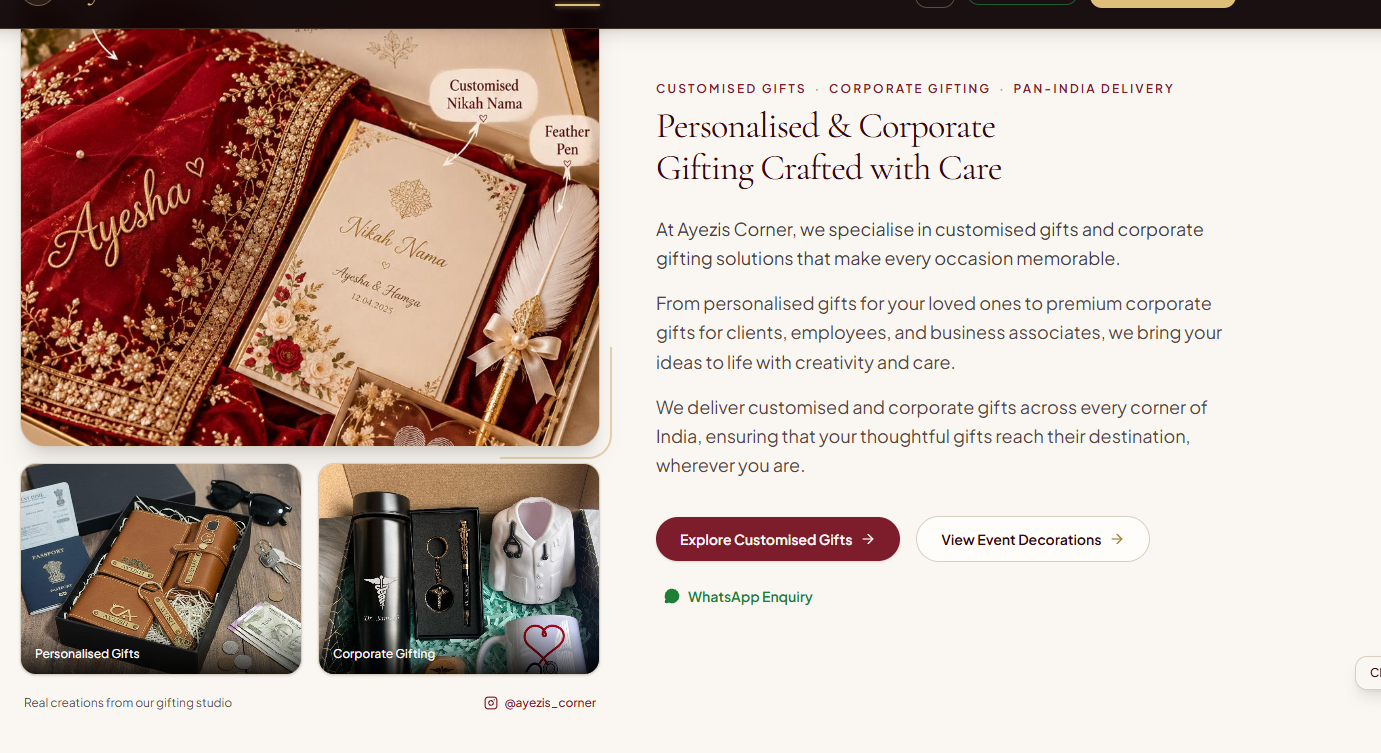 Customised
Nikah Nama
Feather
Pen
Ayesha
Nikah Nama
Ayesha & Hamza
12.04.2025
CUSTOMISED GIFTS · CORPORATE GIFTING · PAN-INDIA DELIVERY
Personalised & Corporate
Gifting Crafted with Care
At Ayezis Corner, we specialise in customised gifts and corporate
gifting solutions that make every occasion memorable.
From personalised gifts for your loved ones to premium corporate
gifts for clients, employees, and business associates, we bring your
ideas to life with creativity and care.
We deliver customised and corporate gifts across every corner of
India, ensuring that your thoughtful gifts reach their destination,
wherever you are.
Explore Customised Gifts →
View Event Decorations →
WhatsApp Enquiry
PASSPORT
Personalised Gifts
Corporate Gifting
Real creations from our gifting studio
@ayezis_corner